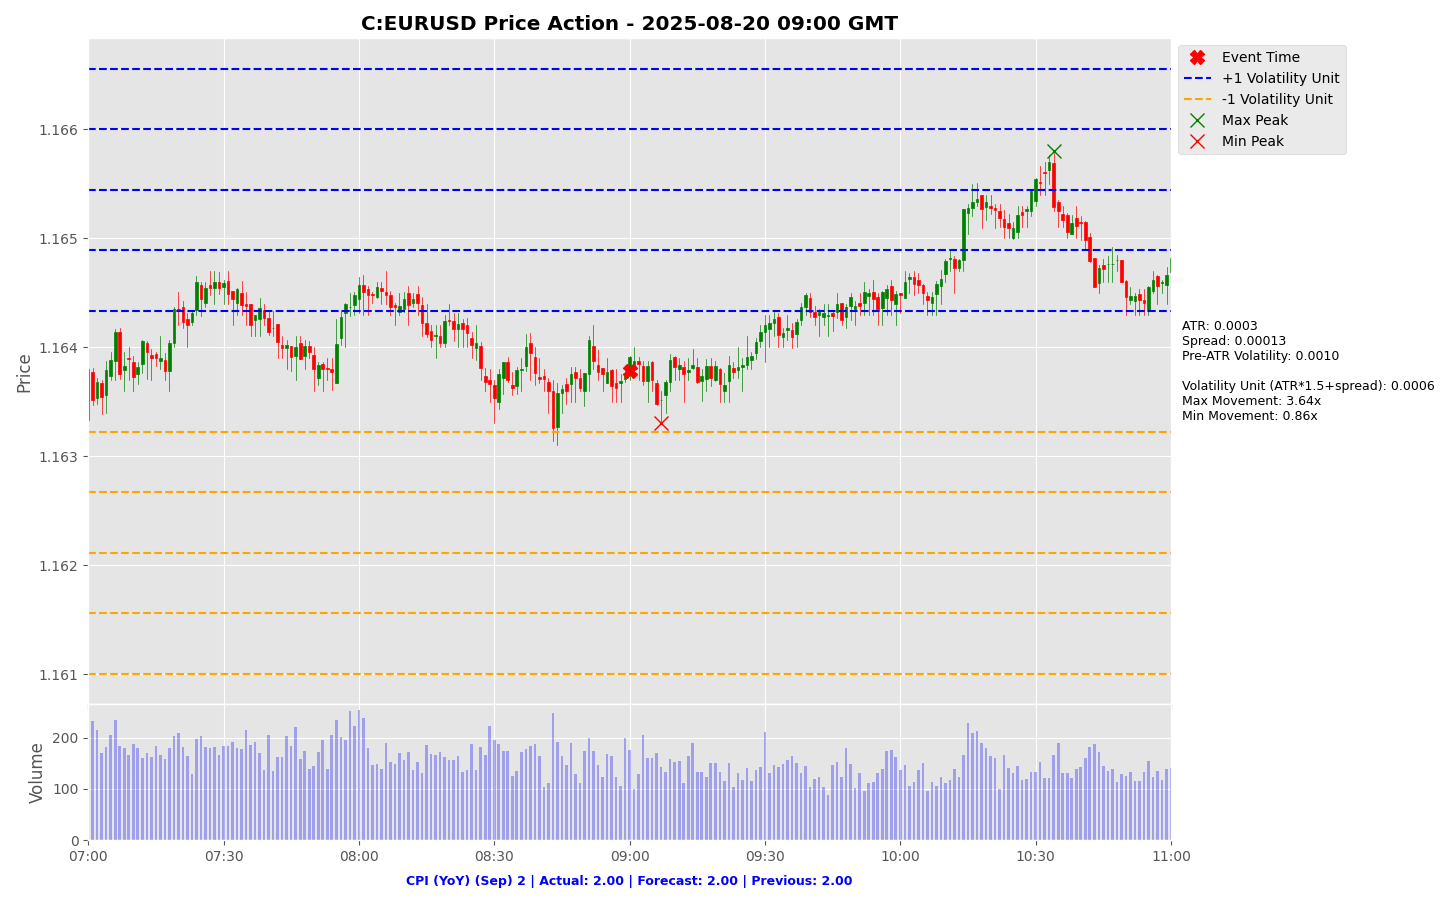 C:EURUSD Price Action - 2025-08-20 09:00 GMT
Event Time
+1 Volatility Unit
-1 Volatility Unit
Max Peak
Min Peak
Price
1.166
1.165
1.164
1.163
1.162
1.161
ATR: 0.0003
Spread: 0.00013
Pre-ATR Volatility: 0.0010
Volatility Unit (ATR*1.5+spread): 0.0006
Max Movement: 3.64x
Min Movement: 0.86x
Volume
200
100
0
07:00 07:30 08:00 08:30 09:00 09:30 10:00 10:30 11:00
CPI (YoY) (Sep) 2 | Actual: 2.00 | Forecast: 2.00 | Previous: 2.00